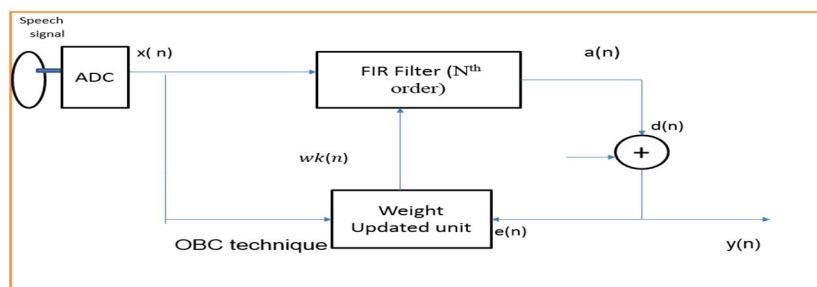 Speech
signal
x( n)
ADC
FIR Filter (Nth
order)
a(n)
d(n)
+
wk(n)
Weight
Updated unit
e(n)
OBC technique
y(n)